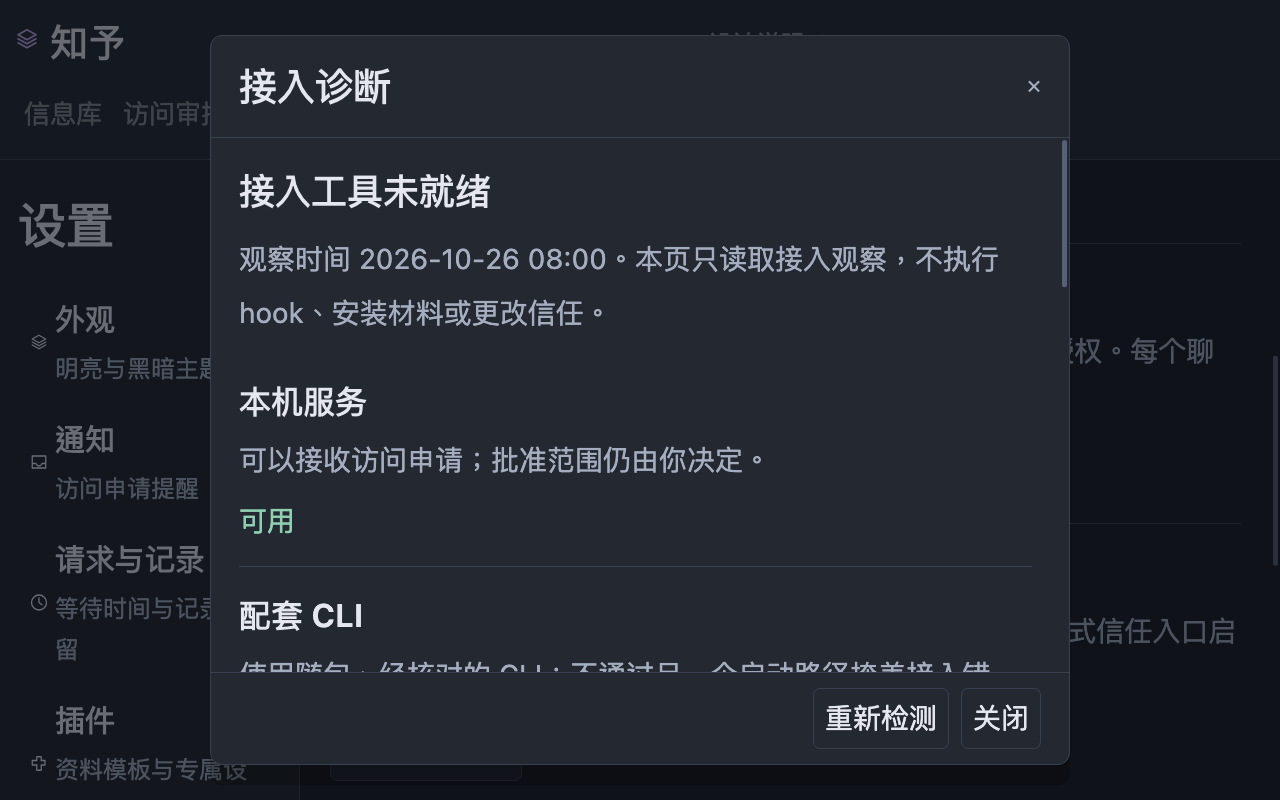 知予
信息库 访问审
设置
外观
明亮与黑暗主题
通知
访问申请提醒
请求与记录
等待时间与记录
留
插件
资料模板与专属设
接入诊断
×
接入工具未就绪
观察时间 2026-10-26 08:00。本页只读取接入观察，不执行
hook、安装材料或更改信任。
本机服务
可以接收访问申请；批准范围仍由你决定。
可用
配套 CLI
重新检测
关闭
权。每个聊
式信任入口启